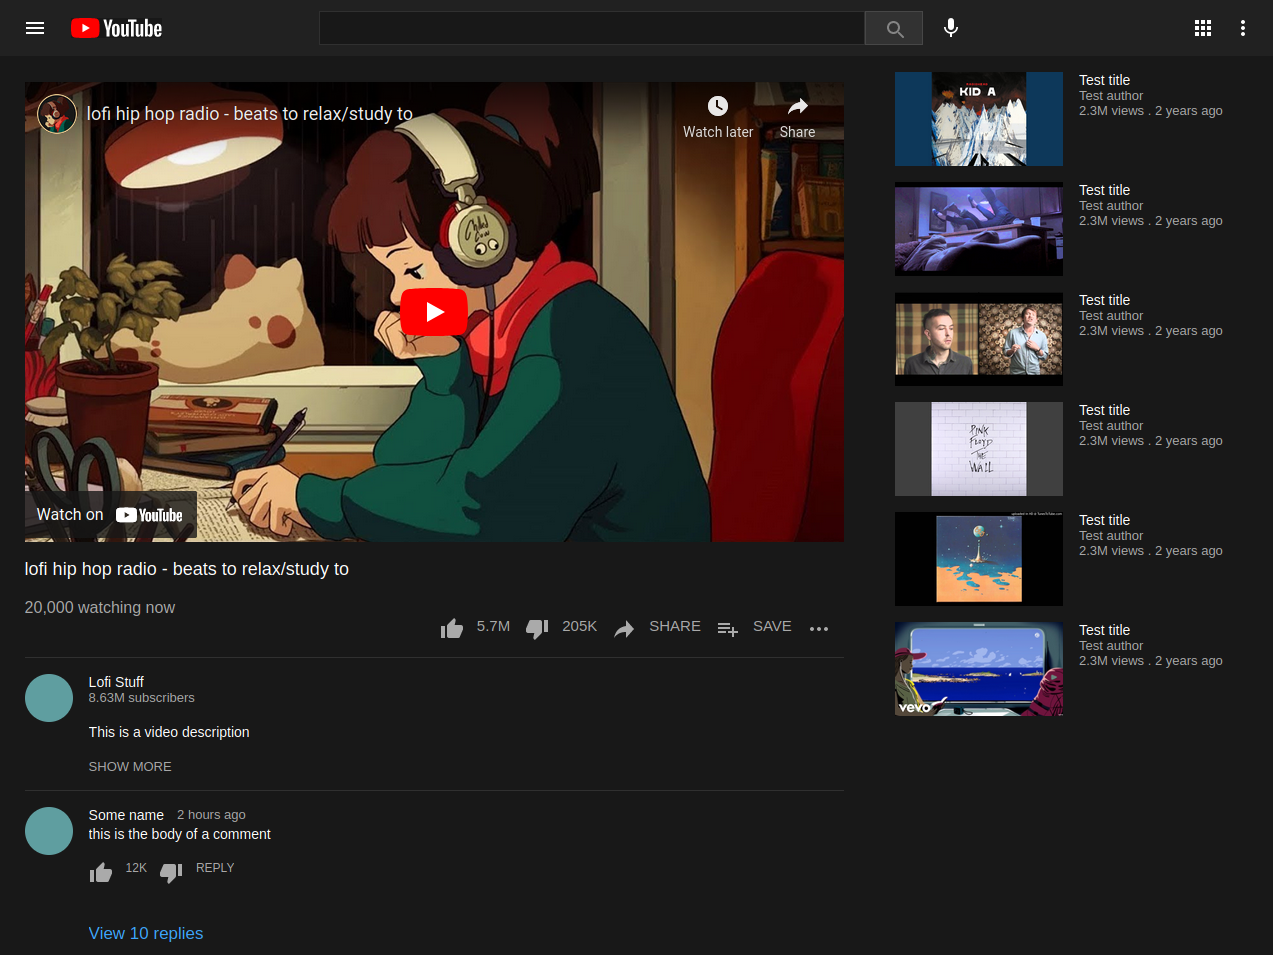 YouTube
lofi hip hop radio - beats to relax/study to
Watch later
Share
Chilled
Cow
Watch on YouTube
lofi hip hop radio - beats to relax/study to
20,000 watching now
5.7M
205K
SHARE
SAVE
Lofi Stuff
8.63M subscribers
This is a video description
SHOW MORE
Some name 2 hours ago
this is the body of a comment
12K
REPLY
View 10 replies
KID A
Test title
Test author
2.3M views . 2 years ago
Test title
Test author
2.3M views . 2 years ago
Test title
Test author
2.3M views . 2 years ago
PINK
FLOYD
THE
WALL
Test title
Test author
2.3M views . 2 years ago
Test title
Test author
2.3M views . 2 years ago
vevo
Test title
Test author
2.3M views . 2 years ago